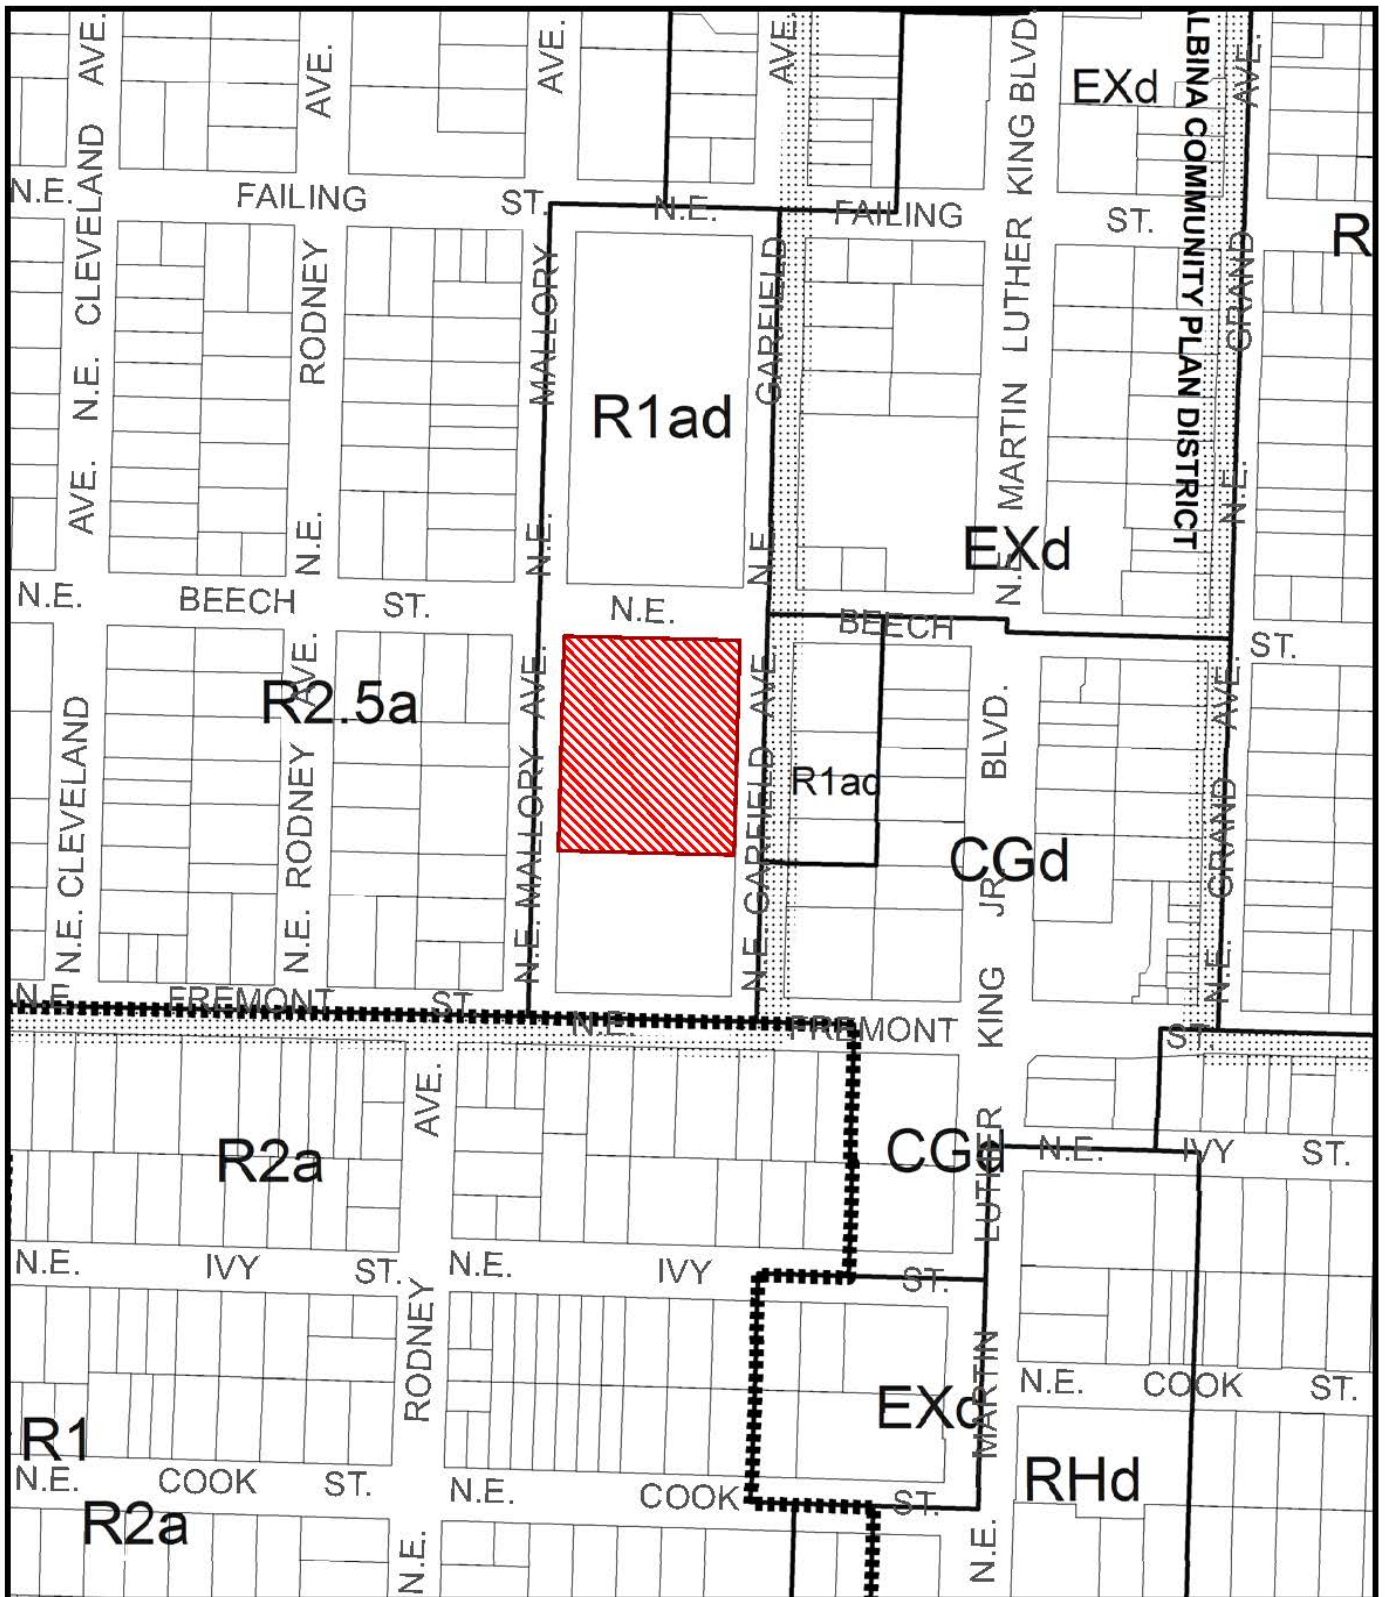 AVE.
AVE.
AVE.
AVE.
KING BLVD.
EXd
ALBINA COMMUNITY PLAN DISTRICT
AVE.
N.E. CLEVELAND
N.E. FAILING ST. N.E. FAILING ST.
R
RODNEY
MALLORY
GARFIELD
MARTIN LUTHER
GRAND
R1ad
AVE.
N.E.
N.E.
N.E.
N.E.
N.E.
EXd
N.E. BEECH ST. N.E. BEECH ST.
AVE.
R2.5a
N.E. CLEVELAND
N.E. RODNEY
N.E. MALLORY AVE.
N.E. GARFIELD AVE.
R1ad
BLVD.
N.E. GRAND AVE.
CGd
KING JR.
N.E. FREMONT ST. N.E. FREMONT ST.
AVE.
R2a
CGd
N.E. IVY ST.
N.E. IVY ST. N.E. IVY ST.
LUTHER
RODNEY
N.E. COOK ST.
EXd
MARTIN
R1
RHd
N.E. COOK ST. N.E. COOK ST.
R2a
N.E.
N.E.